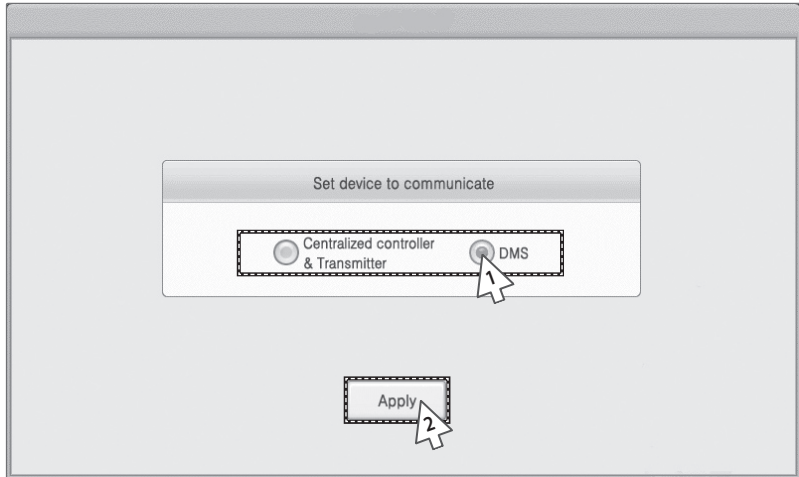 Set device to communicate
Centralized controller
& Transmitter
DMS
1
Apply
2